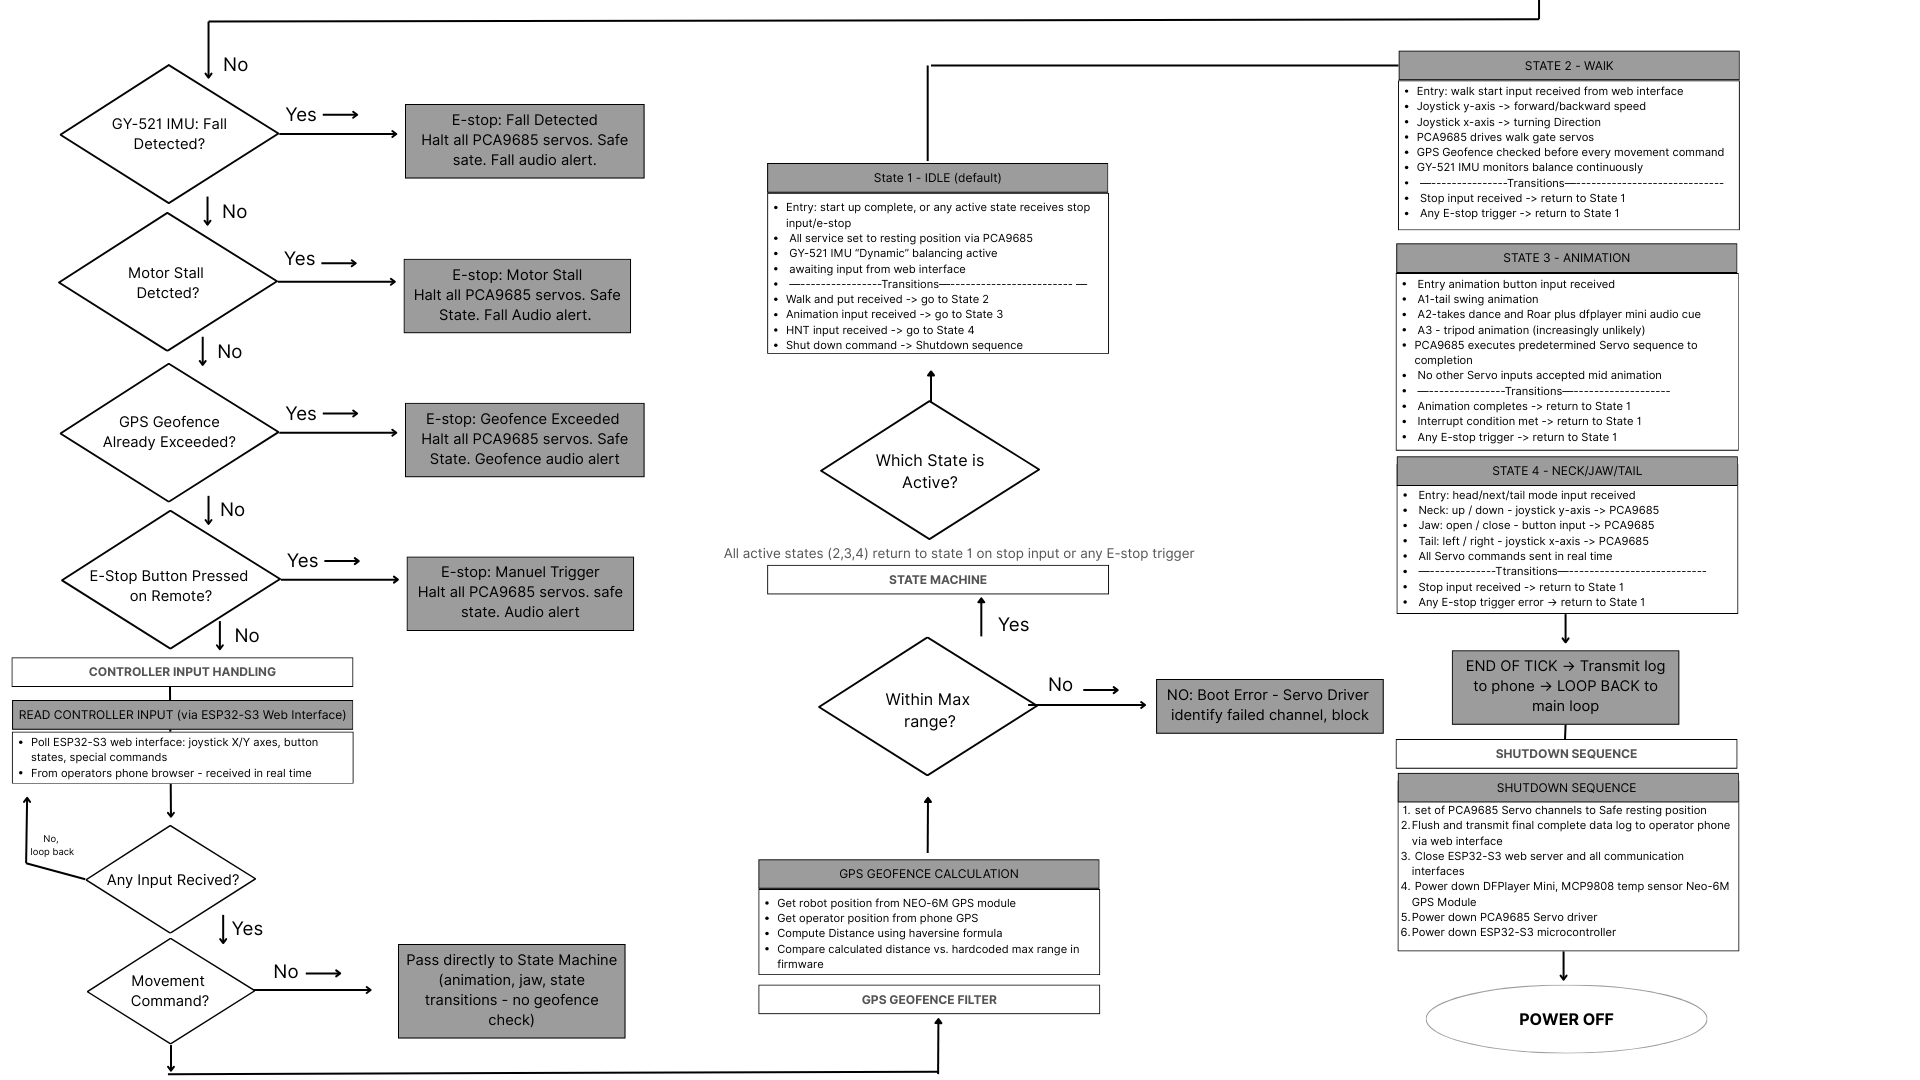 No
GY-521 IMU: Fall
Detected?
Yes
E-stop: Fall Detected
Halt all PCA9685 servos. Safe
sate. Fall audio alert.
No
Motor Stall
Detcted?
Yes
E-stop: Motor Stall
Halt all PCA9685 servos. Safe
State. Fall Audio alert.
No
GPS Geofence
Already Exceeded?
Yes
E-stop: Geofence Exceeded
Halt all PCA9685 servos. Safe
State. Geofence audio alert
No
E-Stop Button Pressed
on Remote?
Yes
E-stop: Manuel Trigger
Halt all PCA9685 servos. safe
state. Audio alert
No
CONTROLLER INPUT HANDLING
READ CONTROLLER INPUT (via ESP32-S3 Web Interface)
• Poll ESP32-S3 web interface: joystick X/Y axes, button
states, special commands
• From operators phone browser - received in real time
No,
loop back
Any Input Recived?
Yes
Movement
Command?
No
Pass directly to State Machine
(animation, jaw, state
transitions - no geofence
check)
State 1 - IDLE (default)
• Entry: start up complete, or any active state receives stop
input/e-stop
• All service set to resting position via PCA9685
• GY-521 IMU “Dynamic” balancing active
• awaiting input from web interface
• —----------------Transitions—------------------------ —
• Walk and put received -> go to State 2
• Animation input received -> go to State 3
• HNT input received -> go to State 4
• Shut down command -> Shutdown sequence
Which State is
Active?
All active states (2,3,4) return to state 1 on stop input or any E-stop trigger
STATE MACHINE
Yes
Within Max
range?
No
NO: Boot Error - Servo Driver
identify failed channel, block
GPS GEOFENCE CALCULATION
• Get robot position from NEO-6M GPS module
• Get operator position from phone GPS
• Compute Distance using haversine formula
• Compare calculated distance vs. hardcoded max range in
firmware
GPS GEOFENCE FILTER
STATE 2 - WAlK
• Entry: walk start input received from web interface
• Joystick y-axis -> forward/backward speed
• Joystick x-axis -> turning Direction
• PCA9685 drives walk gate servos
• GPS Geofence checked before every movement command
• GY-521 IMU monitors balance continuously
• —---------------Transitions—-----------------------------
• Stop input received -> return to State 1
• Any E-stop trigger -> return to State 1
STATE 3 - ANIMATION
• Entry animation button input received
• A1-tail swing animation
• A2-takes dance and Roar plus dfplayer mini audio cue
• A3 - tripod animation (increasingly unlikely)
• PCA9685 executes predetermined Servo sequence to
completion
• No other Servo inputs accepted mid animation
• —---------------Transitions—-------------------
• Animation completes -> return to State 1
• Interrupt condition met -> return to State 1
• Any E-stop trigger -> return to State 1
STATE 4 - NECK/JAW/TAIL
• Entry: head/next/tail mode input received
• Neck: up / down - joystick y-axis -> PCA9685
• Jaw: open / close - button input -> PCA9685
• Tail: left / right - joystick x-axis -> PCA9685
• All Servo commands sent in real time
• —-------------Ttransitions—---------------------------
• Stop input received -> return to State 1
• Any E-stop trigger error → return to State 1
END OF TICK → Transmit log
to phone → LOOP BACK to
main loop
SHUTDOWN SEQUENCE
SHUTDOWN SEQUENCE
1. set of PCA9685 Servo channels to Safe resting position
2. Flush and transmit final complete data log to operator phone
via web interface
3. Close ESP32-S3 web server and all communication
interfaces
4. Power down DFPlayer Mini, MCP9808 temp sensor Neo-6M
GPS Module
5. Power down PCA9685 Servo driver
6. Power down ESP32-S3 microcontroller
POWER OFF